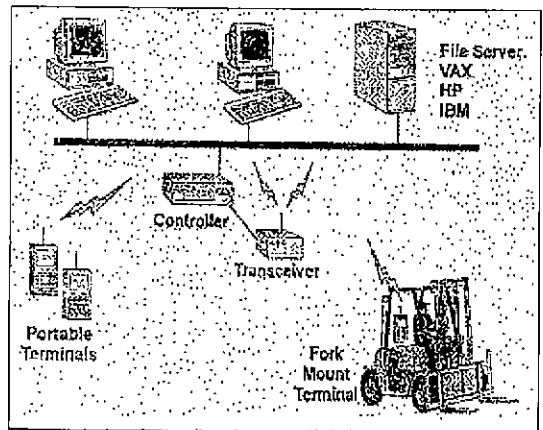 File Server
VAX
HP
IBM
Controller
Transceiver
Portable
Terminals
Fork
Mount
Terminal